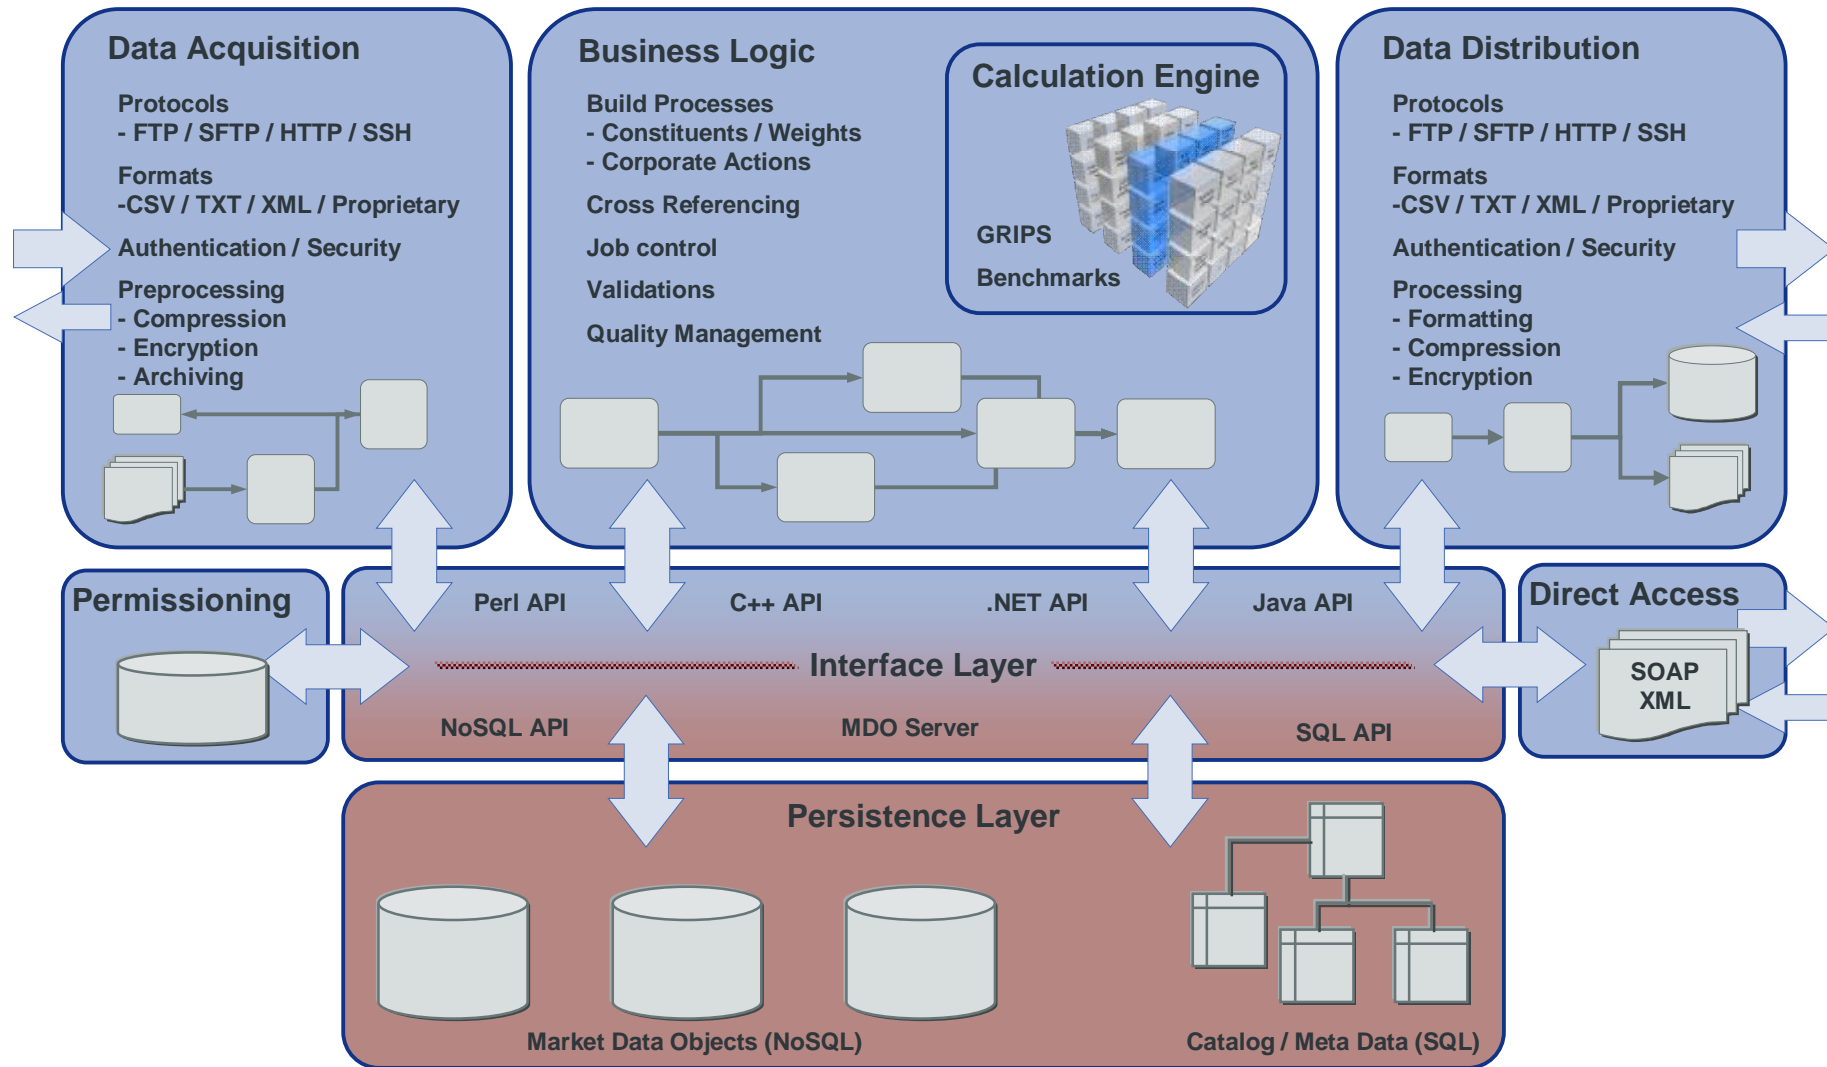 Data Acquisition
Protocols
- FTP / SFTP / HTTP / SSH
Formats
-CSV / TXT / XML / Proprietary
Authentication / Security
Preprocessing
- Compression
- Encryption
- Archiving
Business Logic
Build Processes
- Constituents / Weights
- Corporate Actions
Cross Referencing
Job control
Validations
Quality Management
Calculation Engine
GRIPS
Benchmarks
Data Distribution
Protocols
- FTP / SFTP / HTTP / SSH
Formats
-CSV / TXT / XML / Proprietary
Authentication / Security
Processing
- Formatting
- Compression
- Encryption
Permissioning
Perl API
C++ API
.NET API
Java API
Interface Layer
NoSQL API
MDO Server
SQL API
Direct Access
SOAP
XML
Persistence Layer
Market Data Objects (NoSQL)
Catalog / Meta Data (SQL)